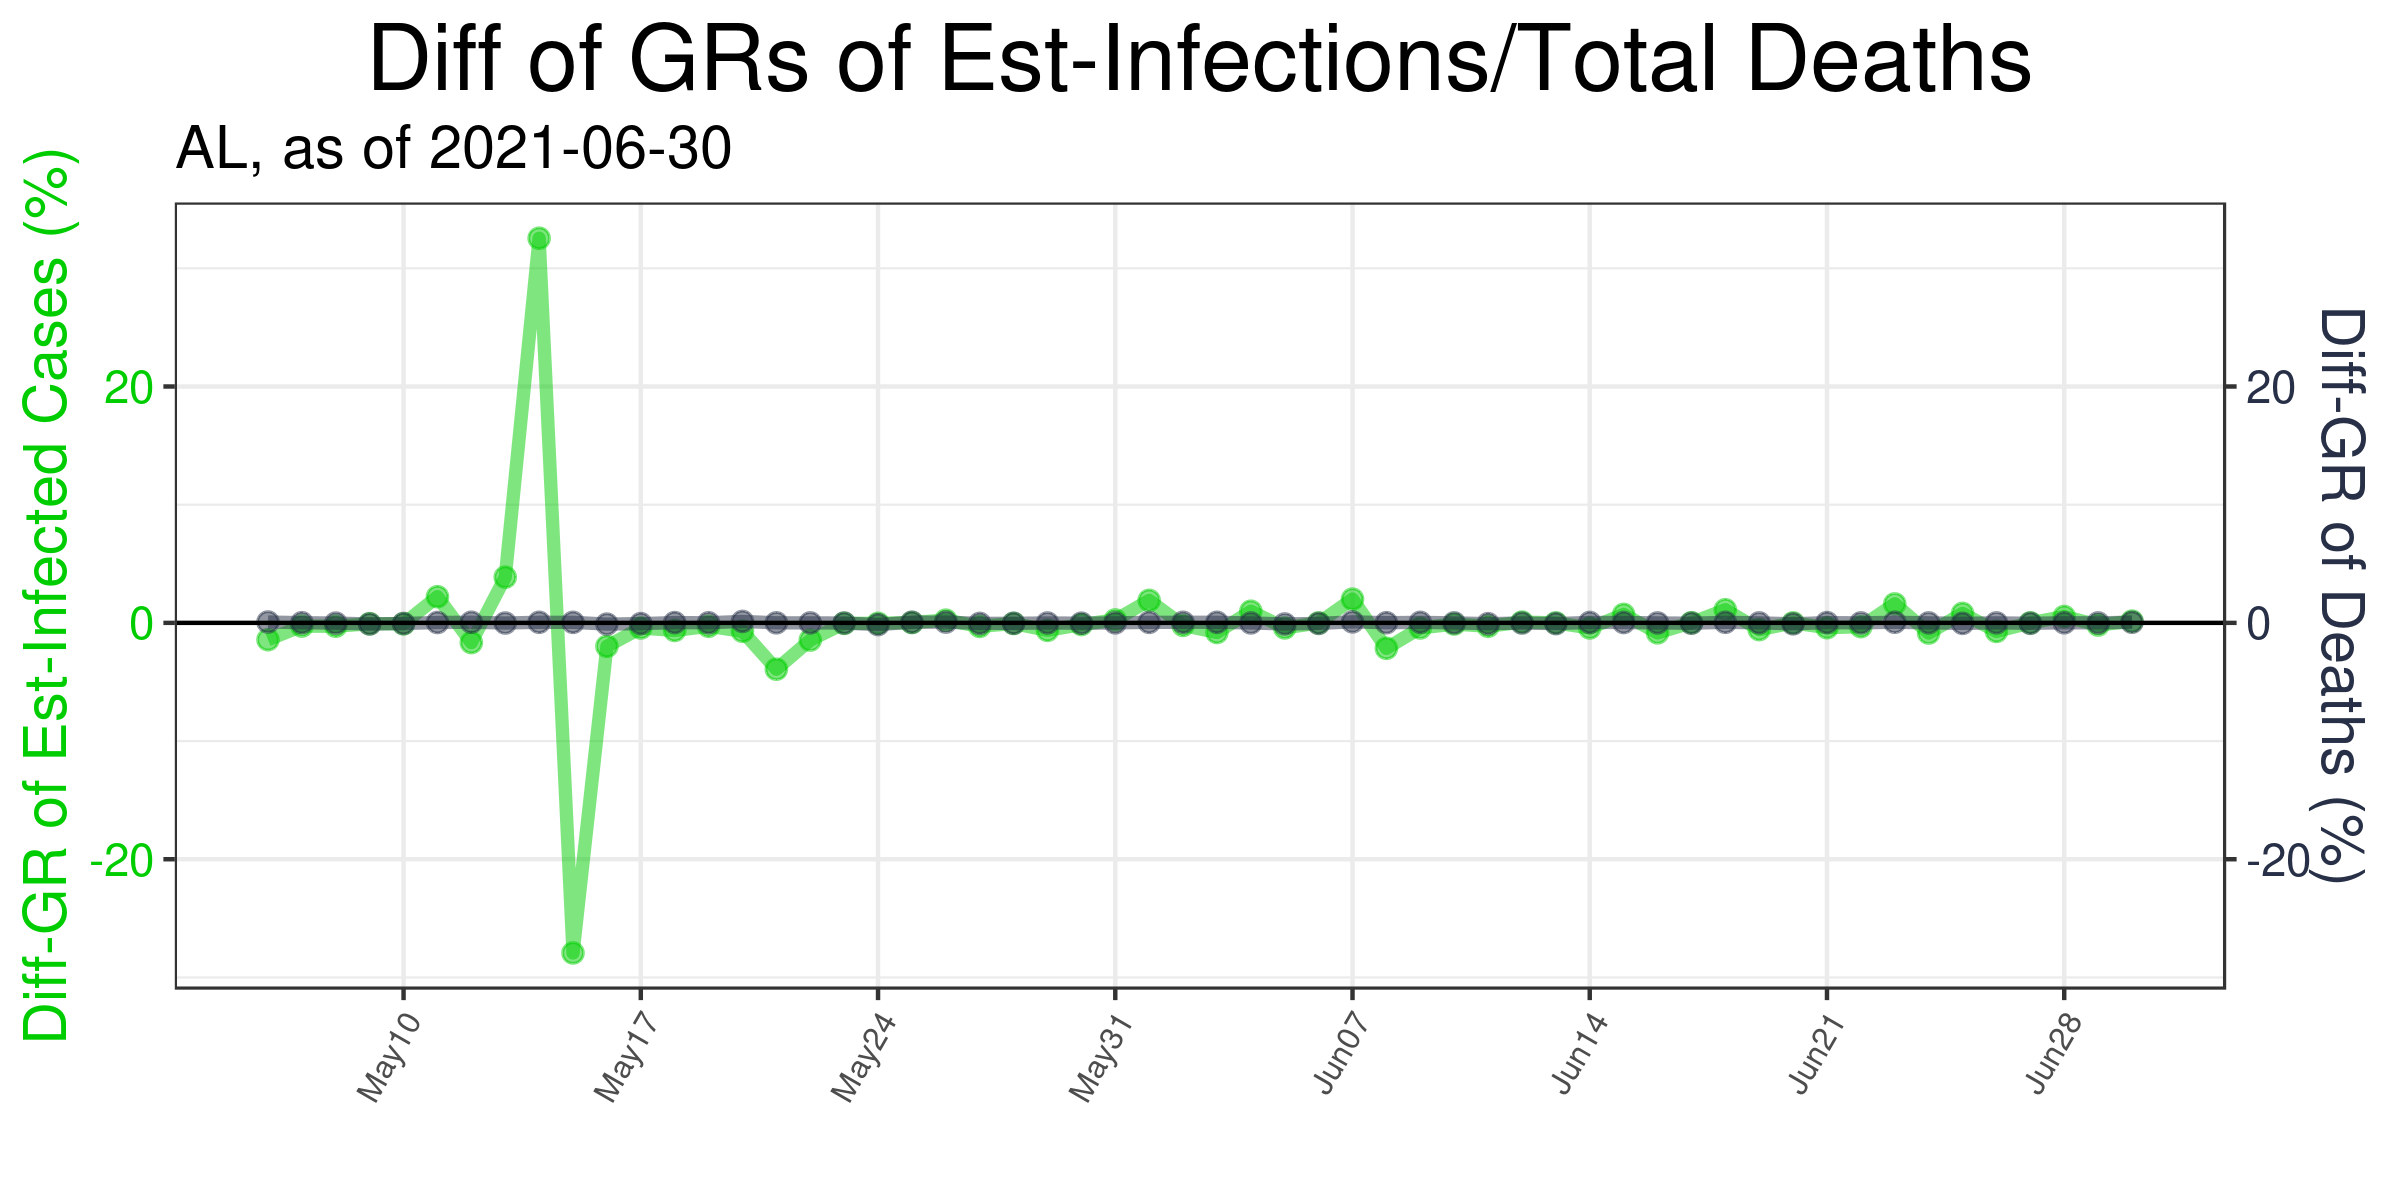 Diff of GRs of Est-Infections/Total Deaths
AL, as of 2021-06-30
Diff-GR of Est-Infected Cases (%)
20
0
-20
20
0
-20
Diff-GR of Deaths (%)
May10
May17
May24
May31
Jun07
Jun14
Jun21
Jun28